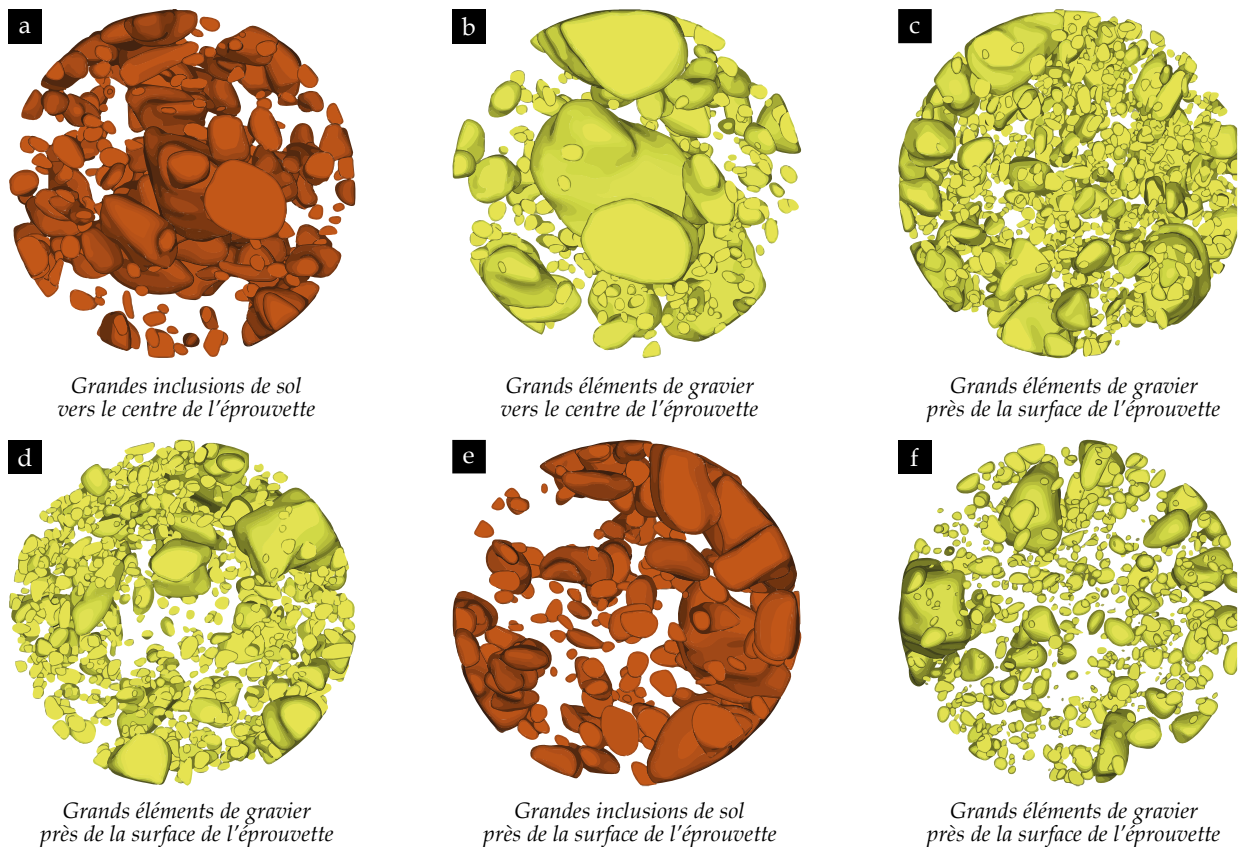 a
b
c
Grandes inclusions de sol
vers le centre de l'éprouvette
Grands éléments de gravier
vers le centre de l'éprouvette
Grands éléments de gravier
près de la surface de l'éprouvette
d
e
f
Grands éléments de gravier
près de la surface de l'éprouvette
Grandes inclusions de sol
près de la surface de l'éprouvette
Grands éléments de gravier
près de la surface de l'éprouvette